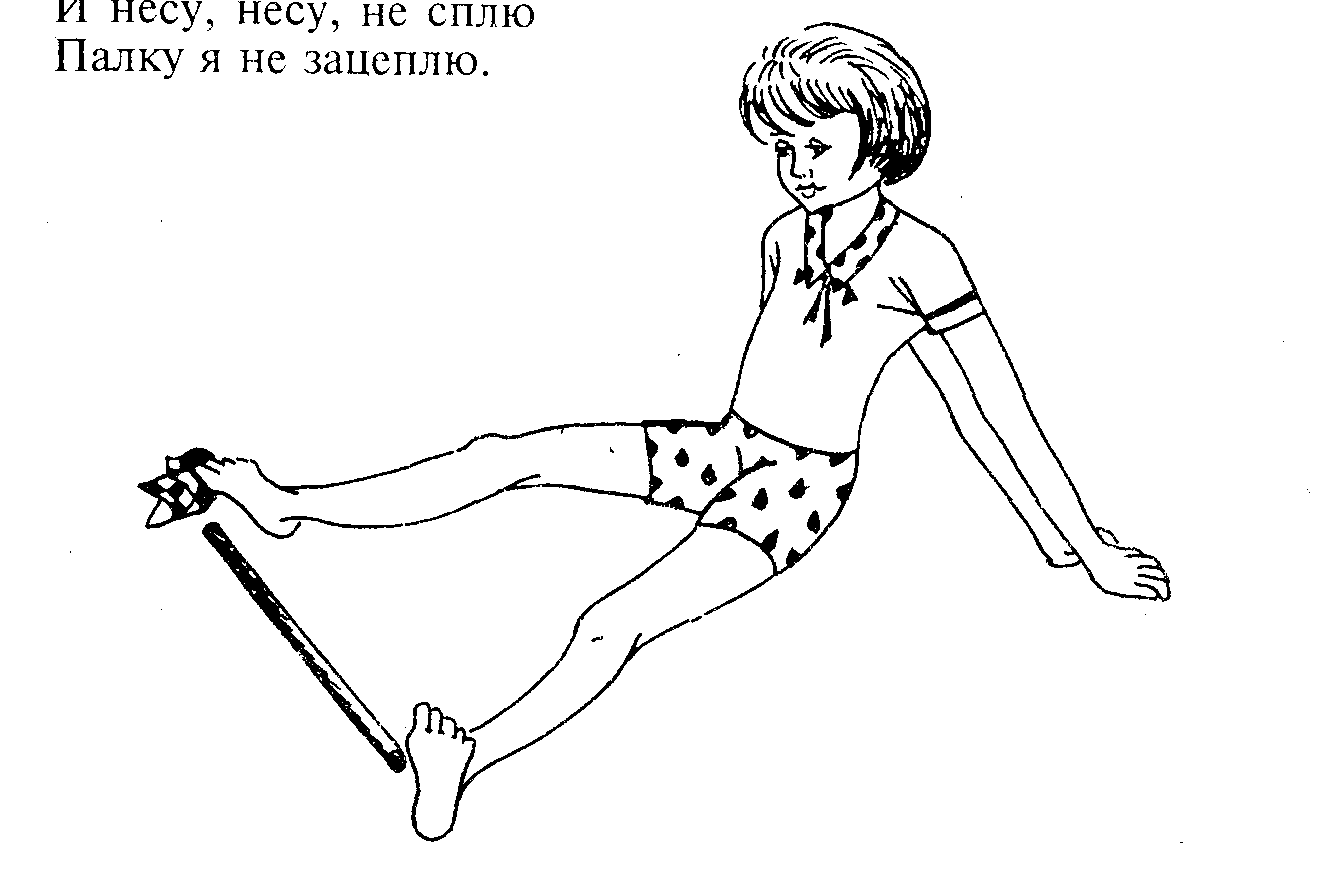 И несу, несу, не сплю
Палку я не зацеплю.